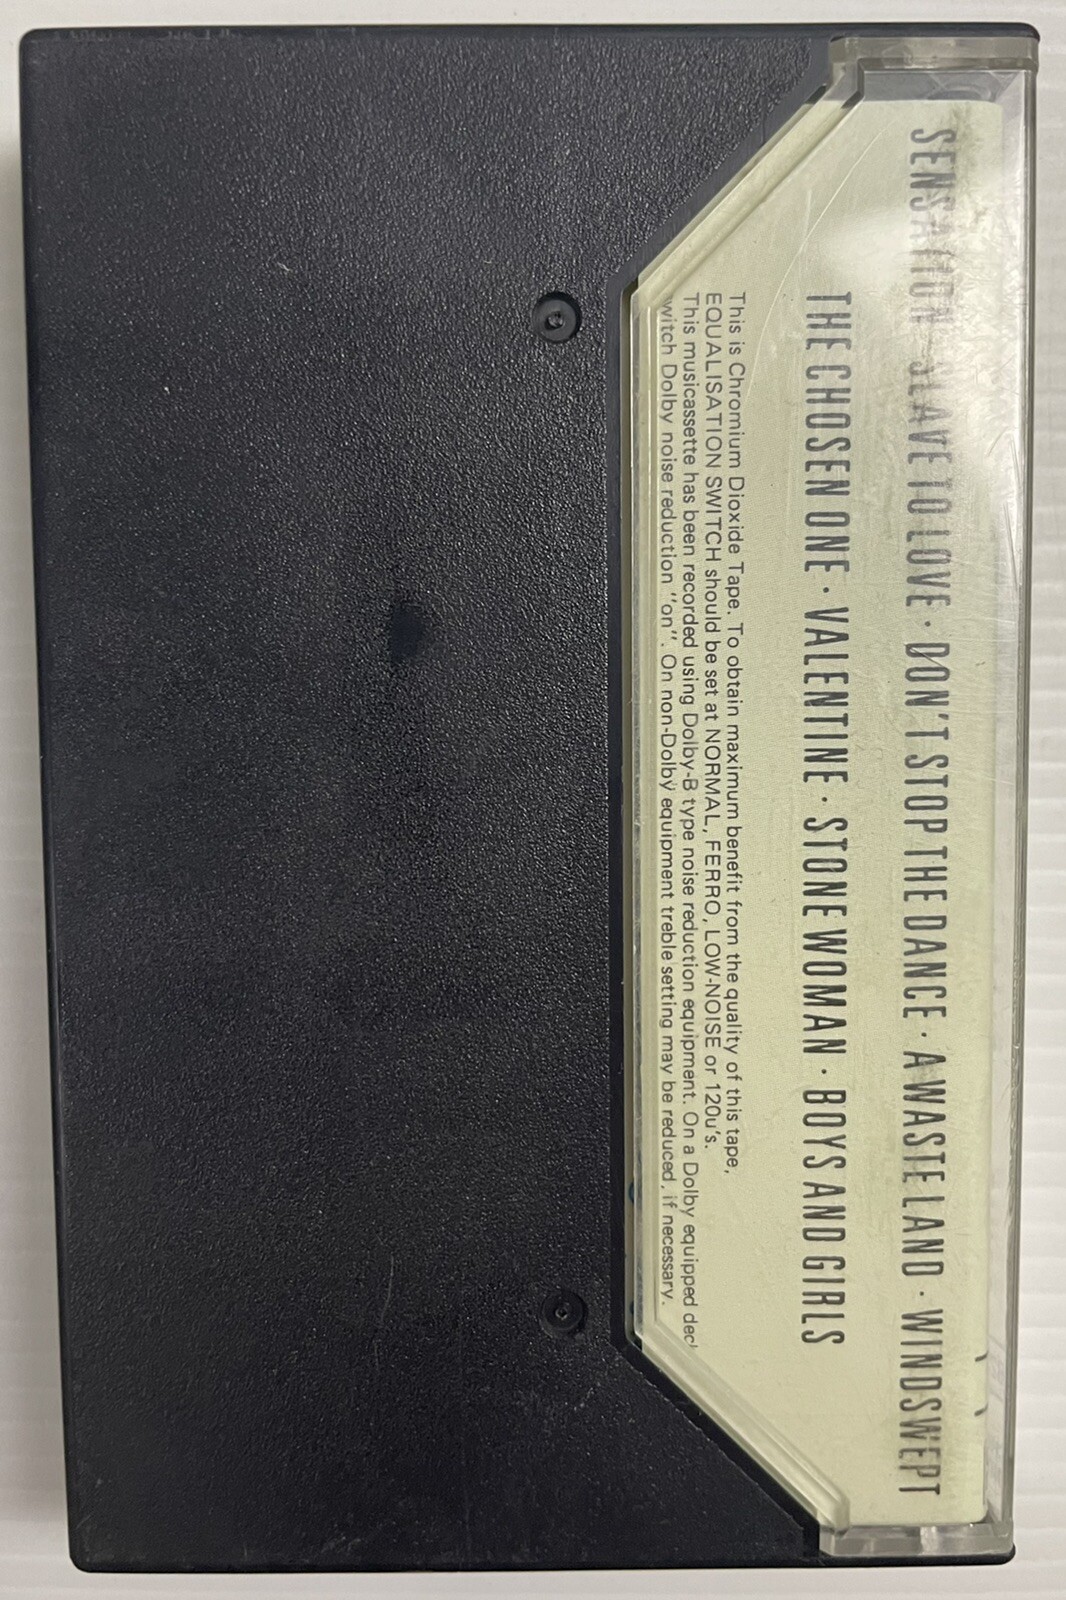 SENSATION · SLAVE TO LOVE · DON'T STOP THE DANCE · A WASTE LAND · WINDSWEPT
THE CHOSEN ONE · VALENTINE · STONE WOMAN · BOYS AND GIRLS
This is Chromium Dioxide Tape. To obtain maximum benefit from the quality of this tape,
EQUALISATION SWITCH should be set at NORMAL, FERRO, LOW-NOISE or 120u's.
This musicassette has been recorded using Dolby-B type noise reduction equipment. On a Dolby equipped deck
switch Dolby noise reduction "on". On non-Dolby equipment treble setting may be reduced, if necessary.